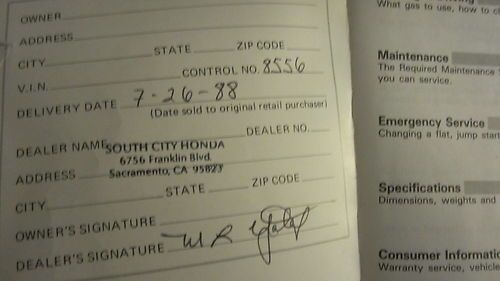 OWNER
ADDRESS
CITY STATE ZIP CODE
V.I.N. CONTROL NO. 8556
DELIVERY DATE 7-26-88
(Date sold to original retail purchaser)
DEALER NO.
DEALER NAME SOUTH CITY HONDA
6756 Franklin Blvd.
ADDRESS Sacramento, CA 95823
CITY STATE ZIP CODE
OWNER'S SIGNATURE
DEALER'S SIGNATURE
What gas to use, how to
Maintenance
The Required Maintenance
you can service.
Emergency Service
Changing a flat, jump start
Specifications
Dimensions, weights and
Consumer Informatio
Warranty service, vehicle